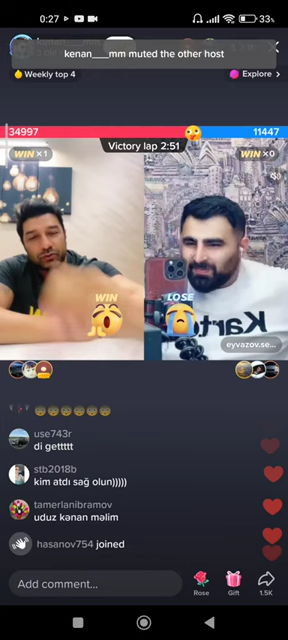 0:27
33%
kenan___mm muted the other host
Weekly top 4
Explore >
34997
11447
WIN ×1
Victory lap 2:51
WIN ×0
WIN
LOSE
eyvazov.se...
use743r
di gettttt
stb2018b
kim atdı sağ olun)))))
tamerlanibramov
uduz kənan məlim
hasanov754 joined
Add comment...
Rose
Gift
1.5K